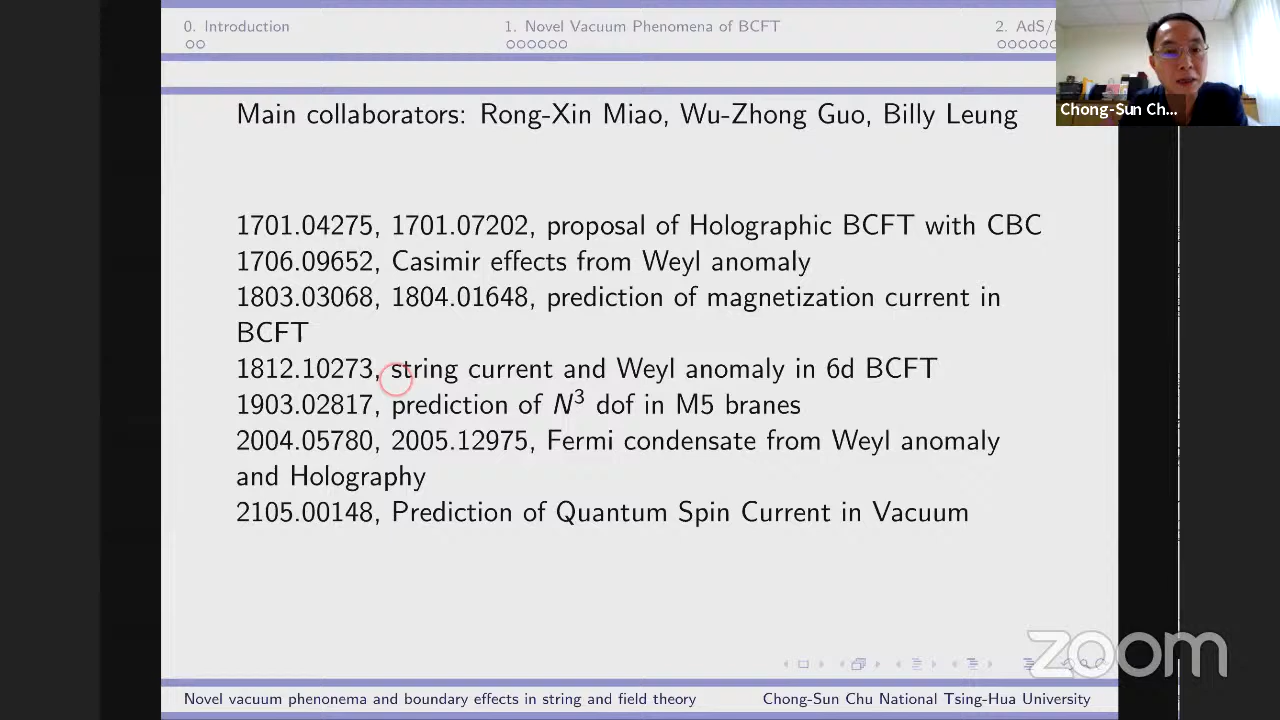 0. Introduction
1. Novel Vacuum Phenomena of BCFT
2. AdS/
Chong-Sun Ch...
Main collaborators: Rong-Xin Miao, Wu-Zhong Guo, Billy Leung
1701.04275, 1701.07202, proposal of Holographic BCFT with CBC
1706.09652, Casimir effects from Weyl anomaly
1803.03068, 1804.01648, prediction of magnetization current in
BCFT
1812.10273, string current and Weyl anomaly in 6d BCFT
1903.02817, prediction of N³ dof in M5 branes
2004.05780, 2005.12975, Fermi condensate from Weyl anomaly
and Holography
2105.00148, Prediction of Quantum Spin Current in Vacuum
zoom
Novel vacuum phenonema and boundary effects in string and field theory
Chong-Sun Chu National Tsing-Hua University